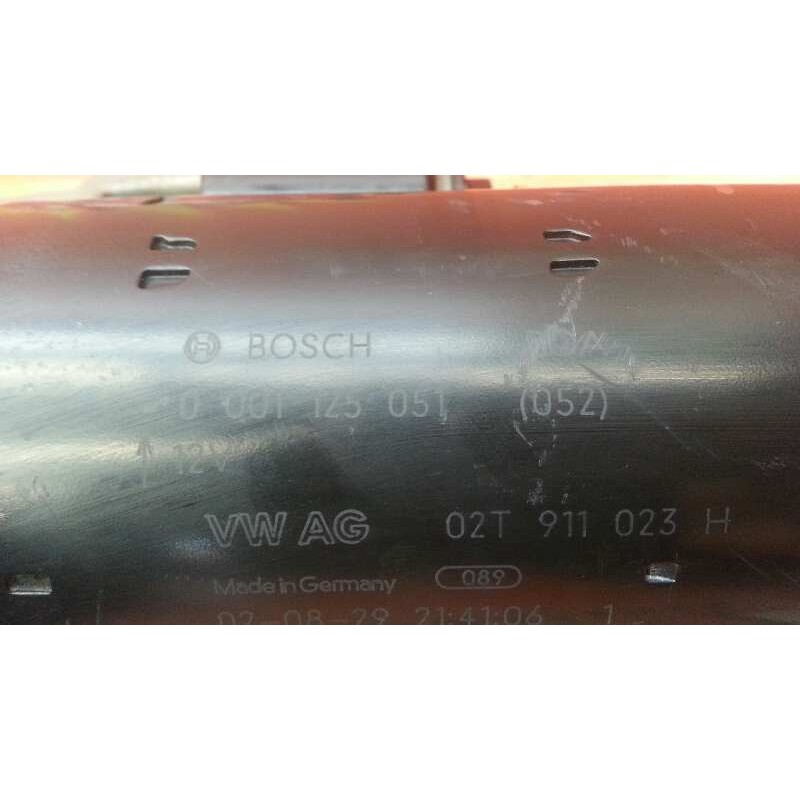 BOSCH
0 001 125 051 (052)
12V
VW AG 02T 911 023 H
Made in Germany 089
02-08-29 21:41:06 1